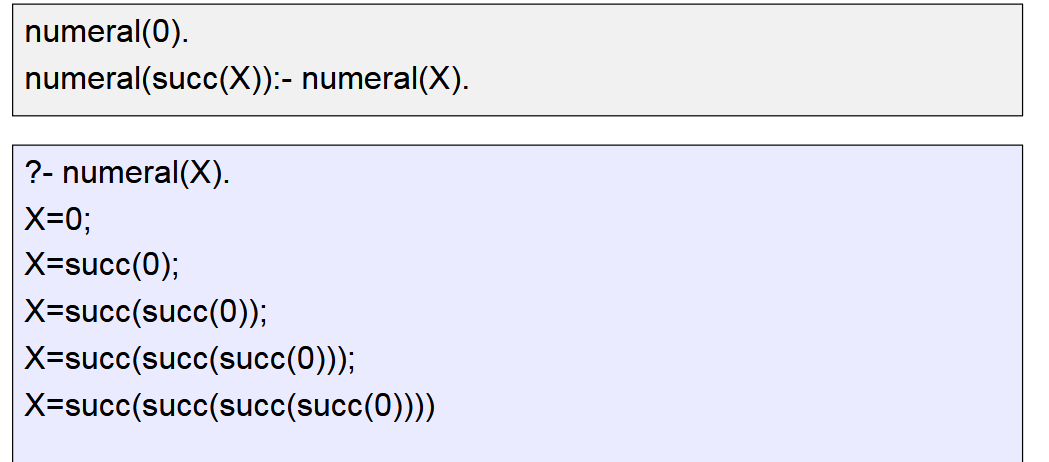 numeral(0).
numeral(succ(X)):- numeral(X).
?- numeral(X).
X=0;
X=succ(0);
X=succ(succ(0));
X=succ(succ(succ(0)));
X=succ(succ(succ(succ(0))))